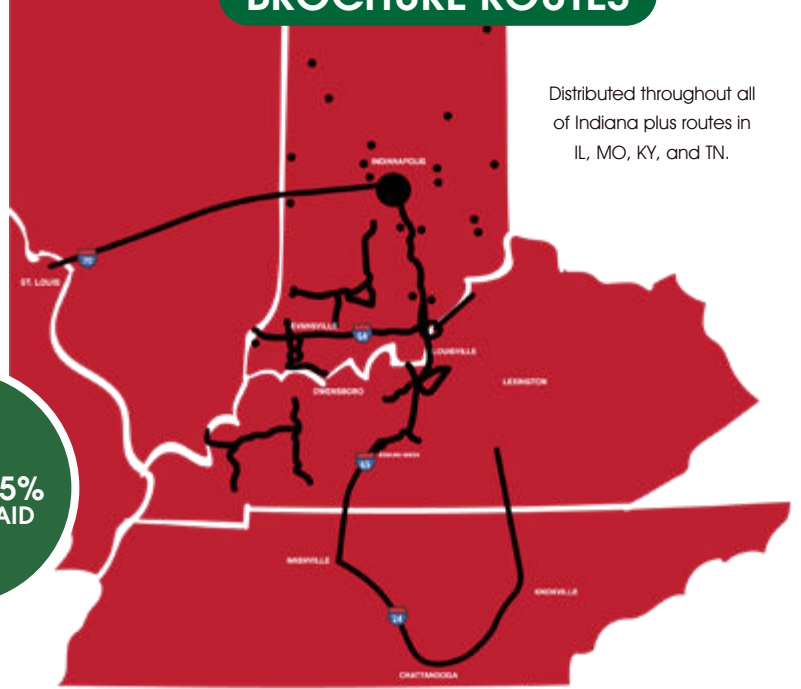 BROCHURE ROUTES
Distributed throughout all
of Indiana plus routes in
IL, MO, KY, and TN.
INDIANAPOLIS
70
ST. LOUIS
EVANSVILLE
64
LOUISVILLE
LEXINGTON
OWENSBORO
65
5%
AID
NASHVILLE
KNOXVILLE
24
CHATTANOOGA